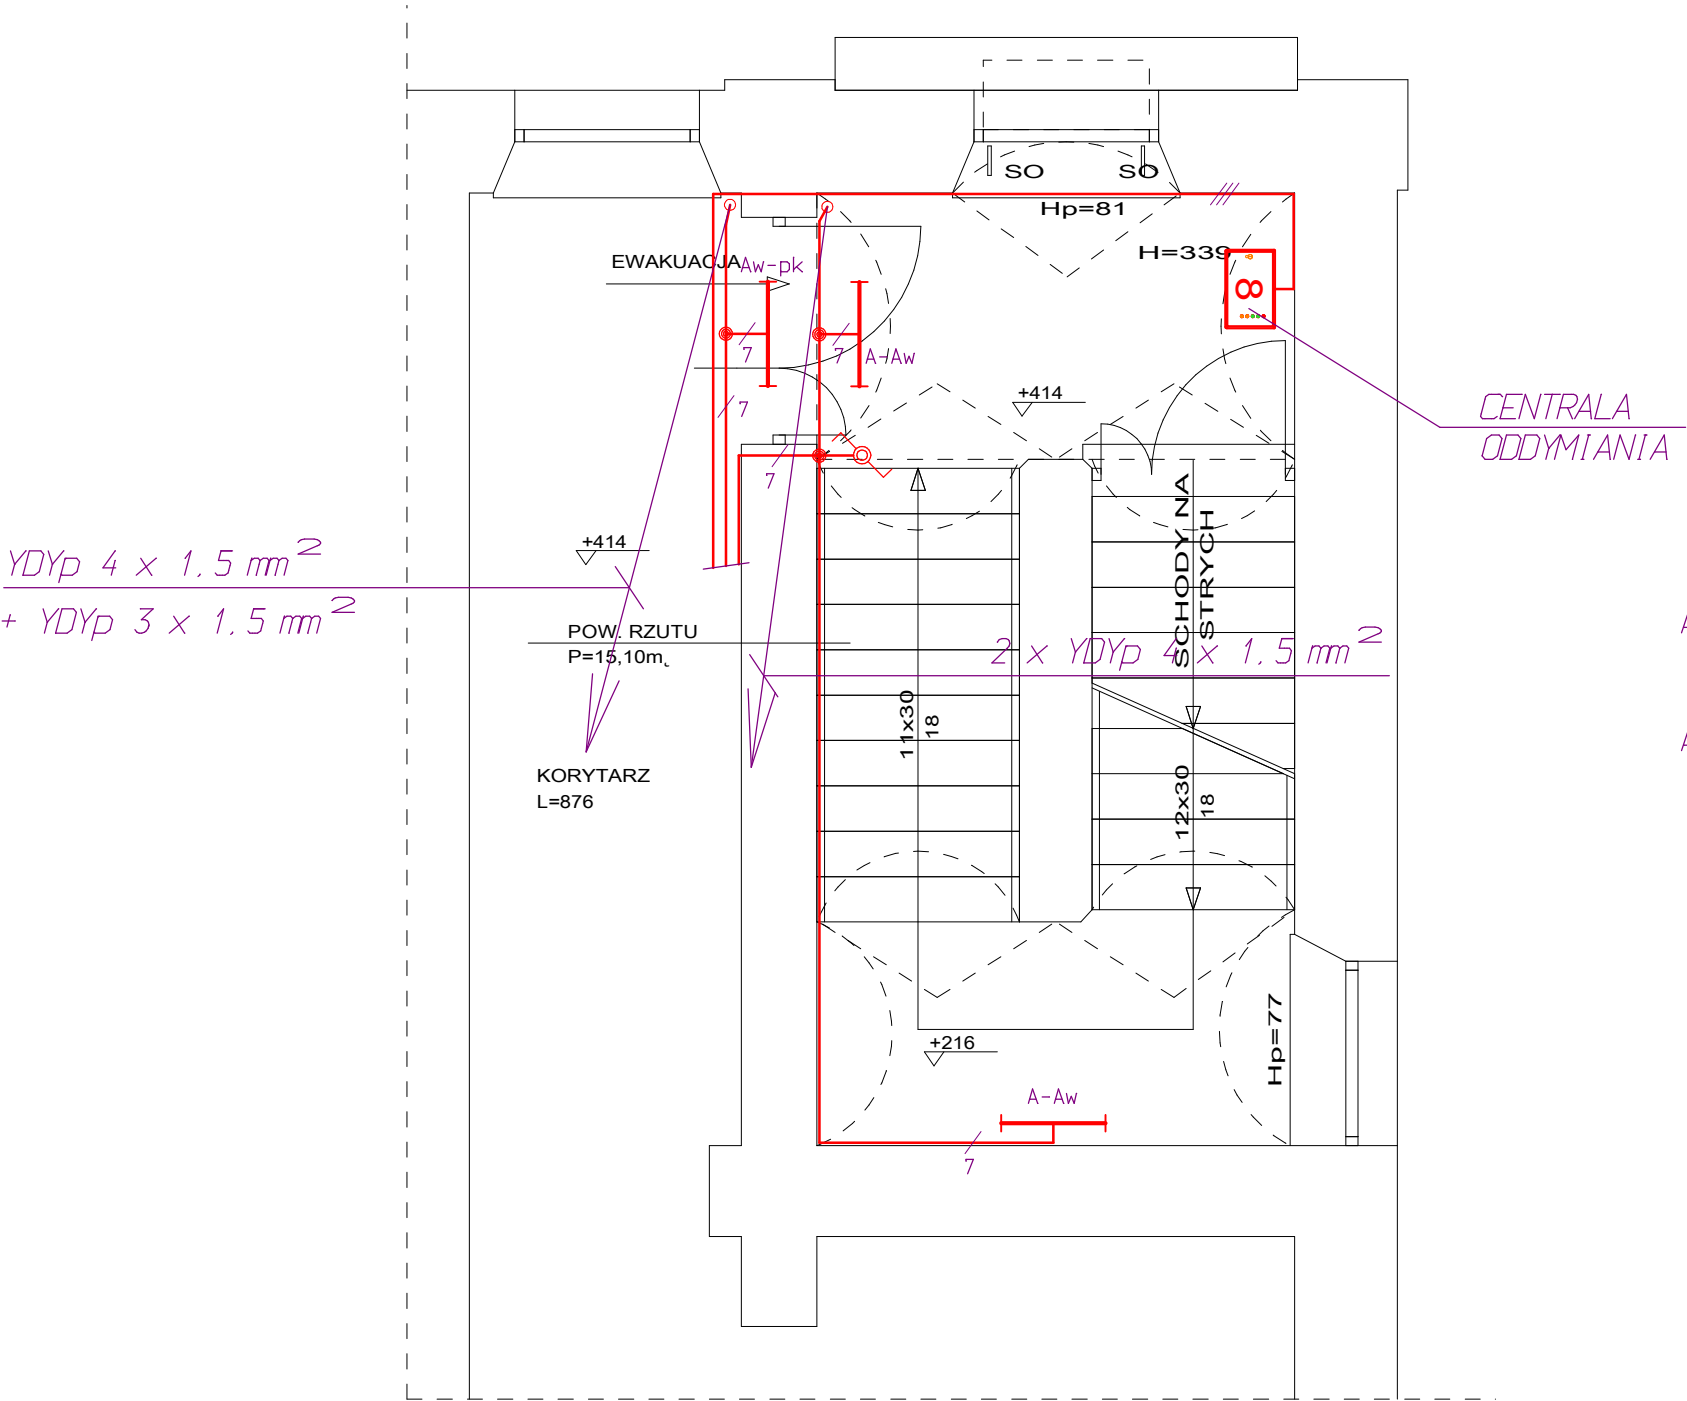 SO
SO
Hp=81
H=339
EWAKUACJA
Aw-pk
8
7
7
A-Aw
7
+414
CENTRALA
ODDYMIANIA
7
+414
YDYp 4 x 1.5 mm²
+ YDYp 3 x 1.5 mm²
SCHODY NA
STRYCH
POW. RZUTU
P=15,10m
2 x YDYp 4 x 1.5 mm²
11x30
18
KORYTARZ
L=876
12x30
18
Hp=77
+216
A-Aw
7